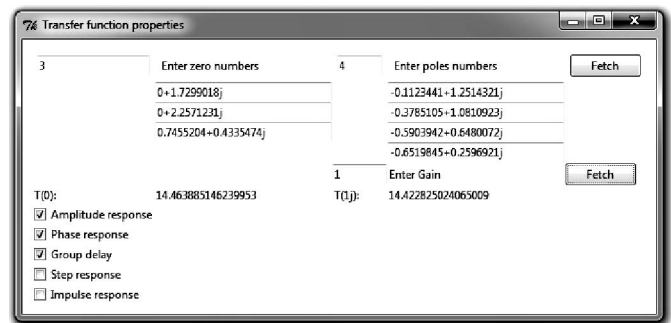 Transfer function properties
3 Enter zero numbers 4 Enter poles numbers Fetch
0+1.7299018j -0.1123441+1.2514321j
0+2.2571231j -0.3785105+1.0810923j
0.7455204+0.4335474j -0.5903942+0.6480072j
-0.6519845+0.2596921j
1 Enter Gain Fetch
T(0): 14.463885146239953 T(1j): 14.422825024065009
Amplitude response
Phase response
Group delay
Step response
Impulse response